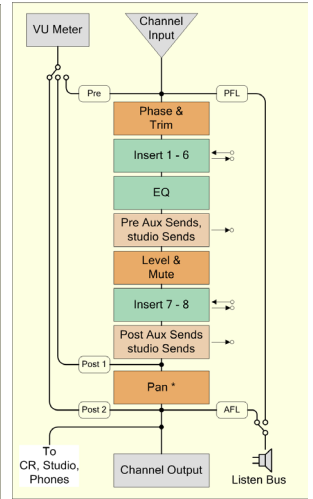 VU Meter
Channel
Input
Pre
PFL
Phase &
Trim
Insert 1 - 6
EQ
Pre Aux Sends,
studio Sends
Level &
Mute
Insert 7 - 8
Post Aux Sends
studio Sends
Post 1
Pan *
Post 2
AFL
To
CR, Studio,
Phones
Channel Output
Listen Bus